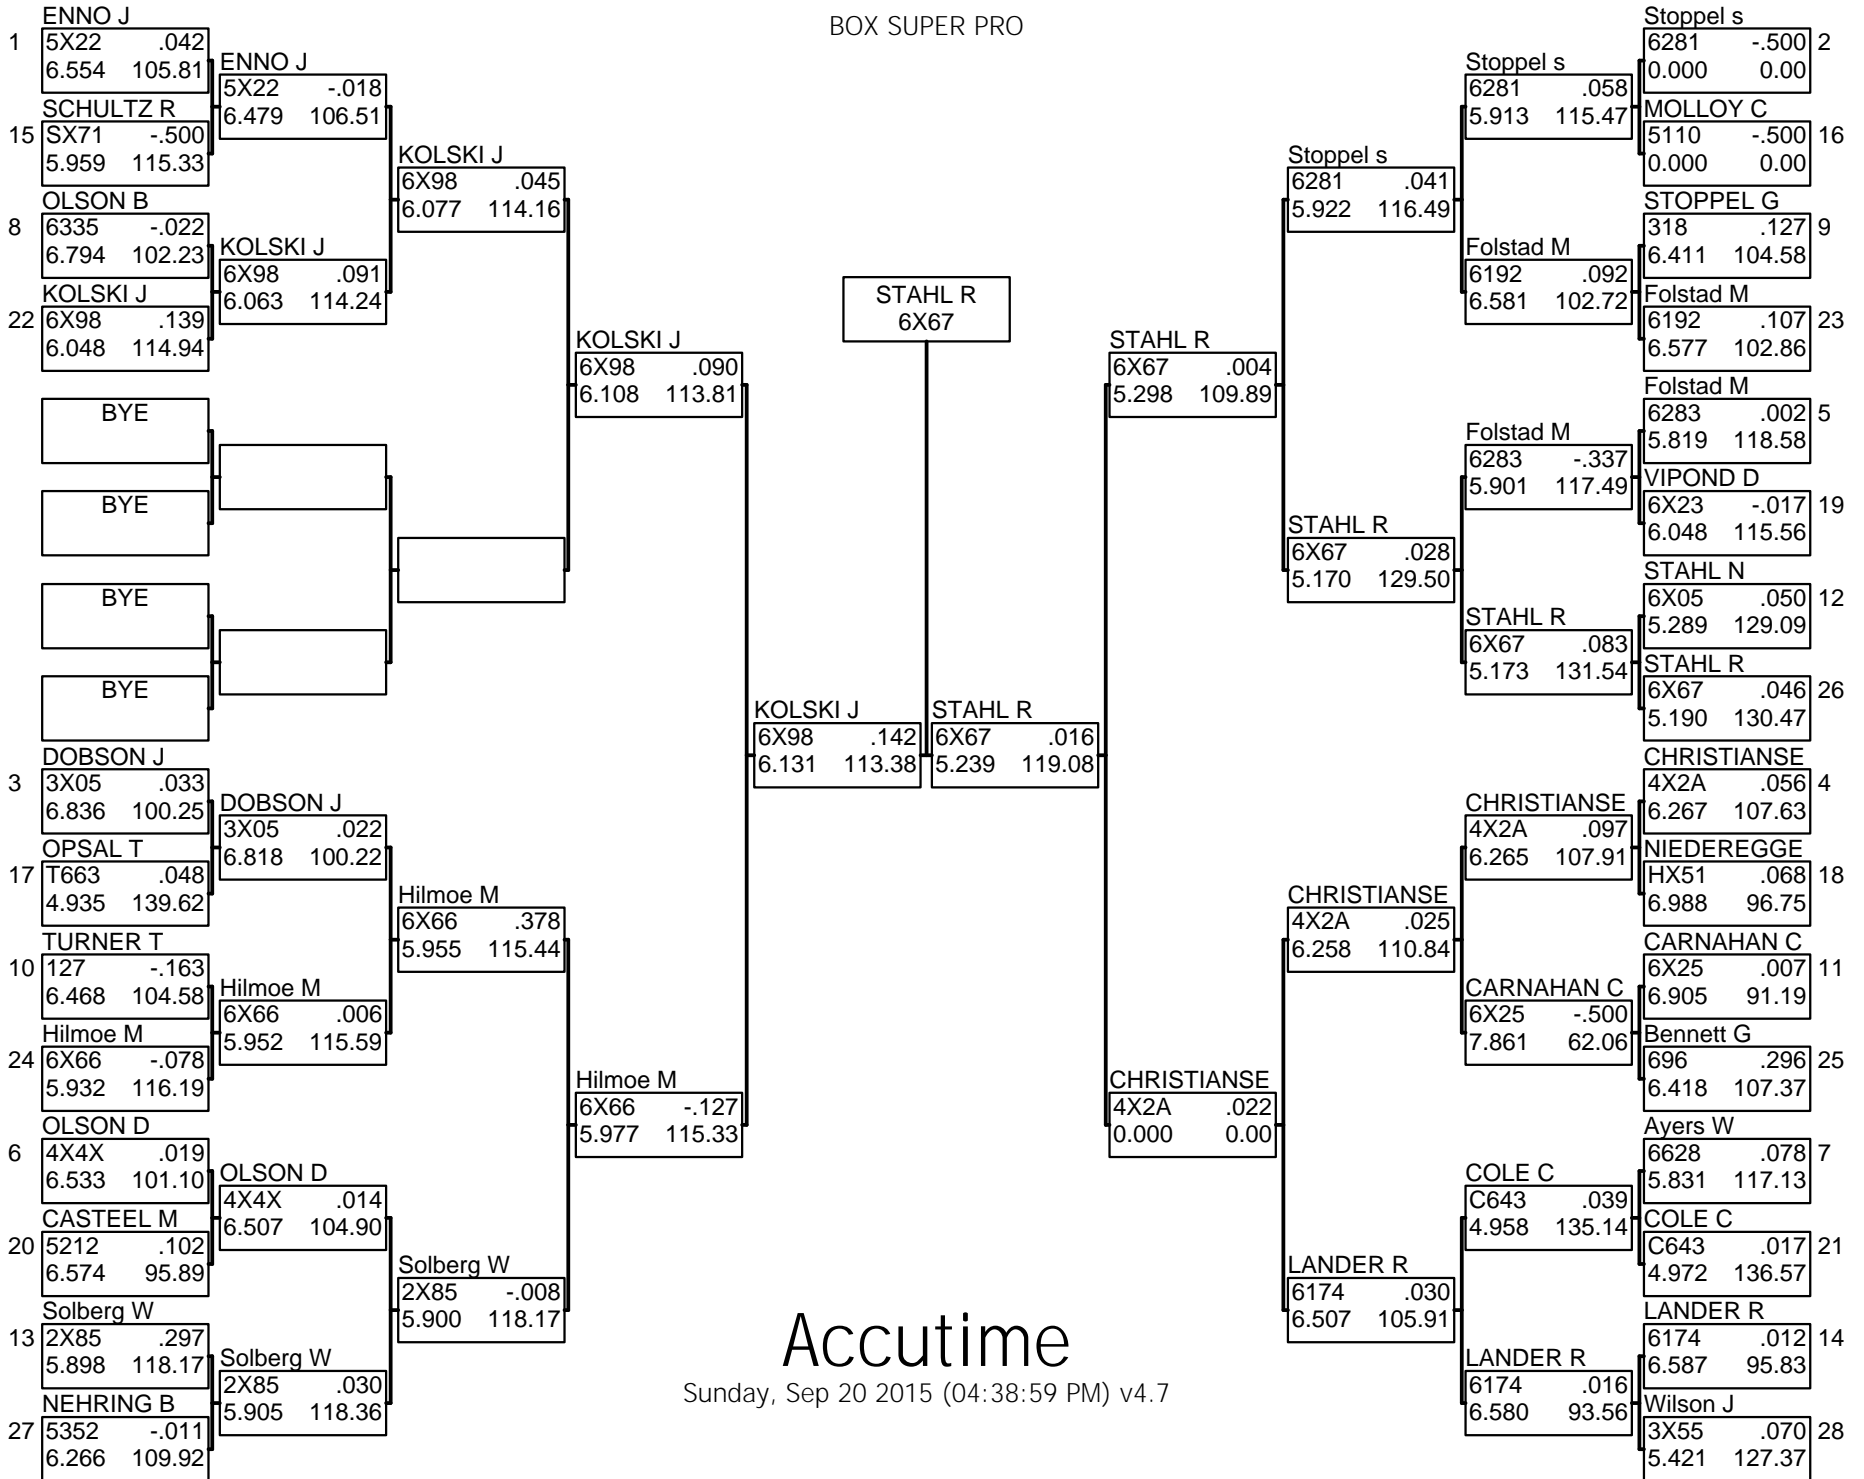 BOX SUPER PRO
ENNO J
1 5X22 .042
6.554 105.81
SCHULTZ R
15 SX71 -.500
5.959 115.33
OLSON B
8 6335 -.022
6.794 102.23
KOLSKI J
22 6X98 .139
6.048 114.94
BYE
BYE
BYE
BYE
DOBSON J
3 3X05 .033
6.836 100.25
OPSAL T
17 T663 .048
4.935 139.62
TURNER T
10 127 -.163
6.468 104.58
Hilmoe M
24 6X66 -.078
5.932 116.19
OLSON D
6 4X4X .019
6.533 101.10
CASTEEL M
20 5212 .102
6.574 95.89
Solberg W
13 2X85 .297
5.898 118.17
NEHRING B
27 5352 -.011
6.266 109.92
ENNO J
5X22 -.018
6.479 106.51
KOLSKI J
6X98 .091
6.063 114.24
DOBSON J
3X05 .022
6.818 100.22
Hilmoe M
6X66 .006
5.952 115.59
OLSON D
4X4X .014
6.507 104.90
Solberg W
2X85 .030
5.905 118.36
KOLSKI J
6X98 .045
6.077 114.16
Hilmoe M
6X66 .378
5.955 115.44
Solberg W
2X85 -.008
5.900 118.17
KOLSKI J
6X98 .090
6.108 113.81
Hilmoe M
6X66 -.127
5.977 115.33
KOLSKI J
6X98 .142
6.131 113.38
STAHL R
6X67
STAHL R
6X67 .016
5.239 119.08
STAHL R
6X67 .004
5.298 109.89
CHRISTIANSE
4X2A .022
0.000 0.00
Stoppel s
6281 .041
5.922 116.49
STAHL R
6X67 .028
5.170 129.50
CHRISTIANSE
4X2A .025
6.258 110.84
LANDER R
6174 .030
6.507 105.91
Stoppel s
6281 .058
5.913 115.47
Folstad M
6192 .092
6.581 102.72
Folstad M
6283 -.337
5.901 117.49
STAHL R
6X67 .083
5.173 131.54
CHRISTIANSE
4X2A .097
6.265 107.91
CARNAHAN C
6X25 -.500
7.861 62.06
COLE C
C643 .039
4.958 135.14
LANDER R
6174 .016
6.580 93.56
Stoppel s
6281 -.500 2
0.000 0.00
MOLLOY C
5110 -.500 16
0.000 0.00
STOPPEL G
318 .127 9
6.411 104.58
Folstad M
6192 .107 23
6.577 102.86
Folstad M
6283 .002 5
5.819 118.58
VIPOND D
6X23 -.017 19
6.048 115.56
STAHL N
6X05 .050 12
5.289 129.09
STAHL R
6X67 .046 26
5.190 130.47
CHRISTIANSE
4X2A .056 4
6.267 107.63
NIEDEREGGE
HX51 .068 18
6.988 96.75
CARNAHAN C
6X25 .007 11
6.905 91.19
Bennett G
696 .296 25
6.418 107.37
Ayers W
6628 .078 7
5.831 117.13
COLE C
C643 .017 21
4.972 136.57
LANDER R
6174 .012 14
6.587 95.83
Wilson J
3X55 .070 28
5.421 127.37
Accutime
Sunday, Sep 20 2015 (04:38:59 PM) v4.7